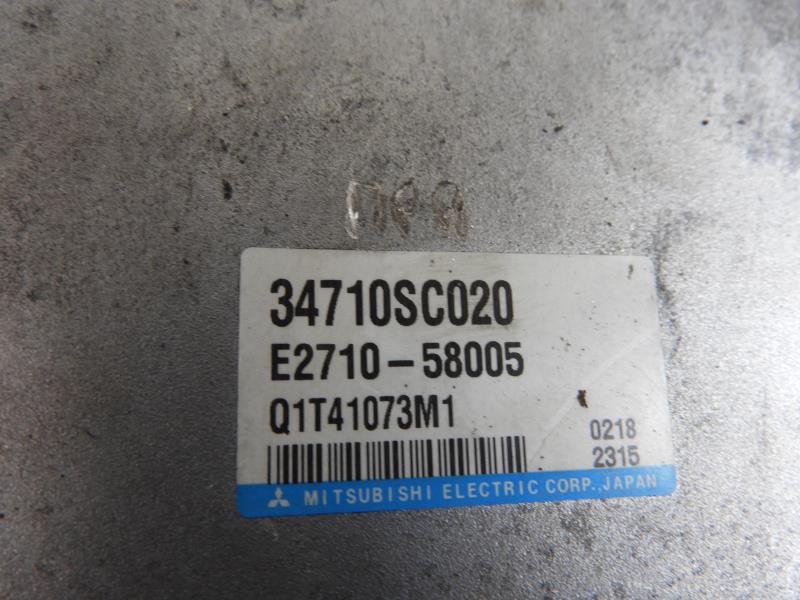 34710SC020
E2710-58005
Q1T41073M1
0218
2315
MITSUBISHI ELECTRIC CORP., JAPAN